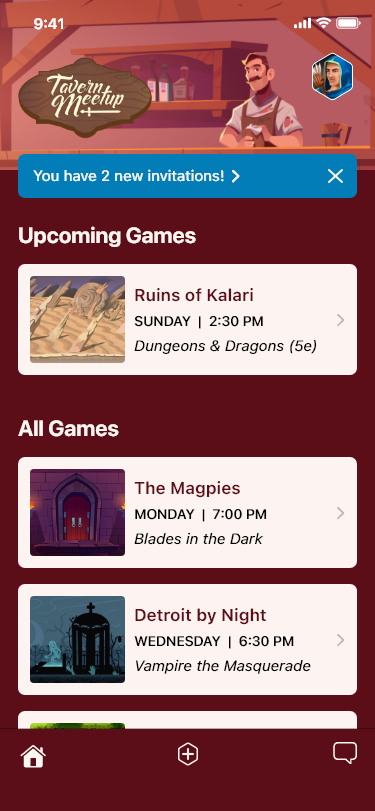 9:41
Tavern
Meetup
You have 2 new invitations!
Upcoming Games
Ruins of Kalari
SUNDAY | 2:30 PM
Dungeons & Dragons (5e)
All Games
The Magpies
MONDAY | 7:00 PM
Blades in the Dark
Detroit by Night
WEDNESDAY | 6:30 PM
Vampire the Masquerade